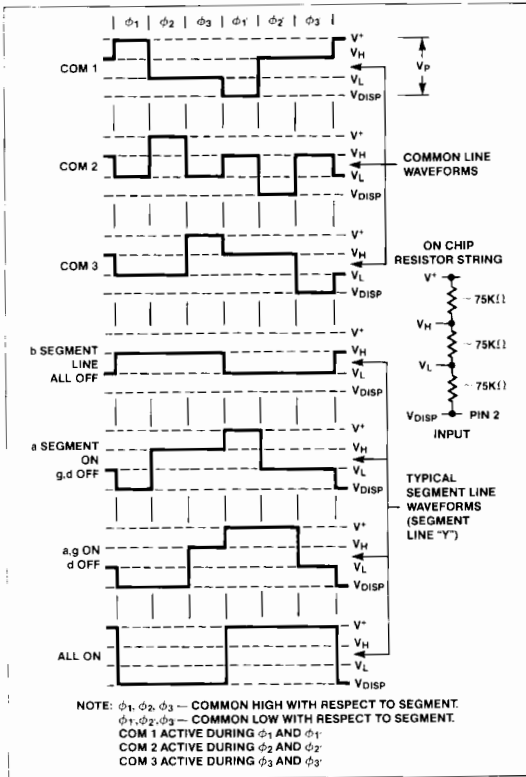 ϕ1 ϕ2 ϕ3 ϕ1' ϕ2' ϕ3'
COM 1
V+
VH
VL
VDISP
VP
COM 2
V+
VH
VL
VDISP
COMMON LINE
WAVEFORMS
COM 3
V+
VH
VL
VDISP
ON CHIP
RESISTOR STRING
V+
~ 75KΩ
VH
~ 75KΩ
VL
~ 75KΩ
VDISP PIN 2
INPUT
b SEGMENT
LINE
ALL OFF
V+
VH
VL
VDISP
a SEGMENT
ON
g,d OFF
V+
VH
VL
VDISP
TYPICAL
SEGMENT LINE
WAVEFORMS
(SEGMENT
LINE "Y")
a,g ON
d OFF
V+
VH
VL
VDISP
ALL ON
V+
VH
VL
VDISP
NOTE: ϕ1, ϕ2, ϕ3 — COMMON HIGH WITH RESPECT TO SEGMENT.
ϕ1',ϕ2',ϕ3' — COMMON LOW WITH RESPECT TO SEGMENT.
COM 1 ACTIVE DURING ϕ1 AND ϕ1'
COM 2 ACTIVE DURING ϕ2 AND ϕ2'
COM 3 ACTIVE DURING ϕ3 AND ϕ3'